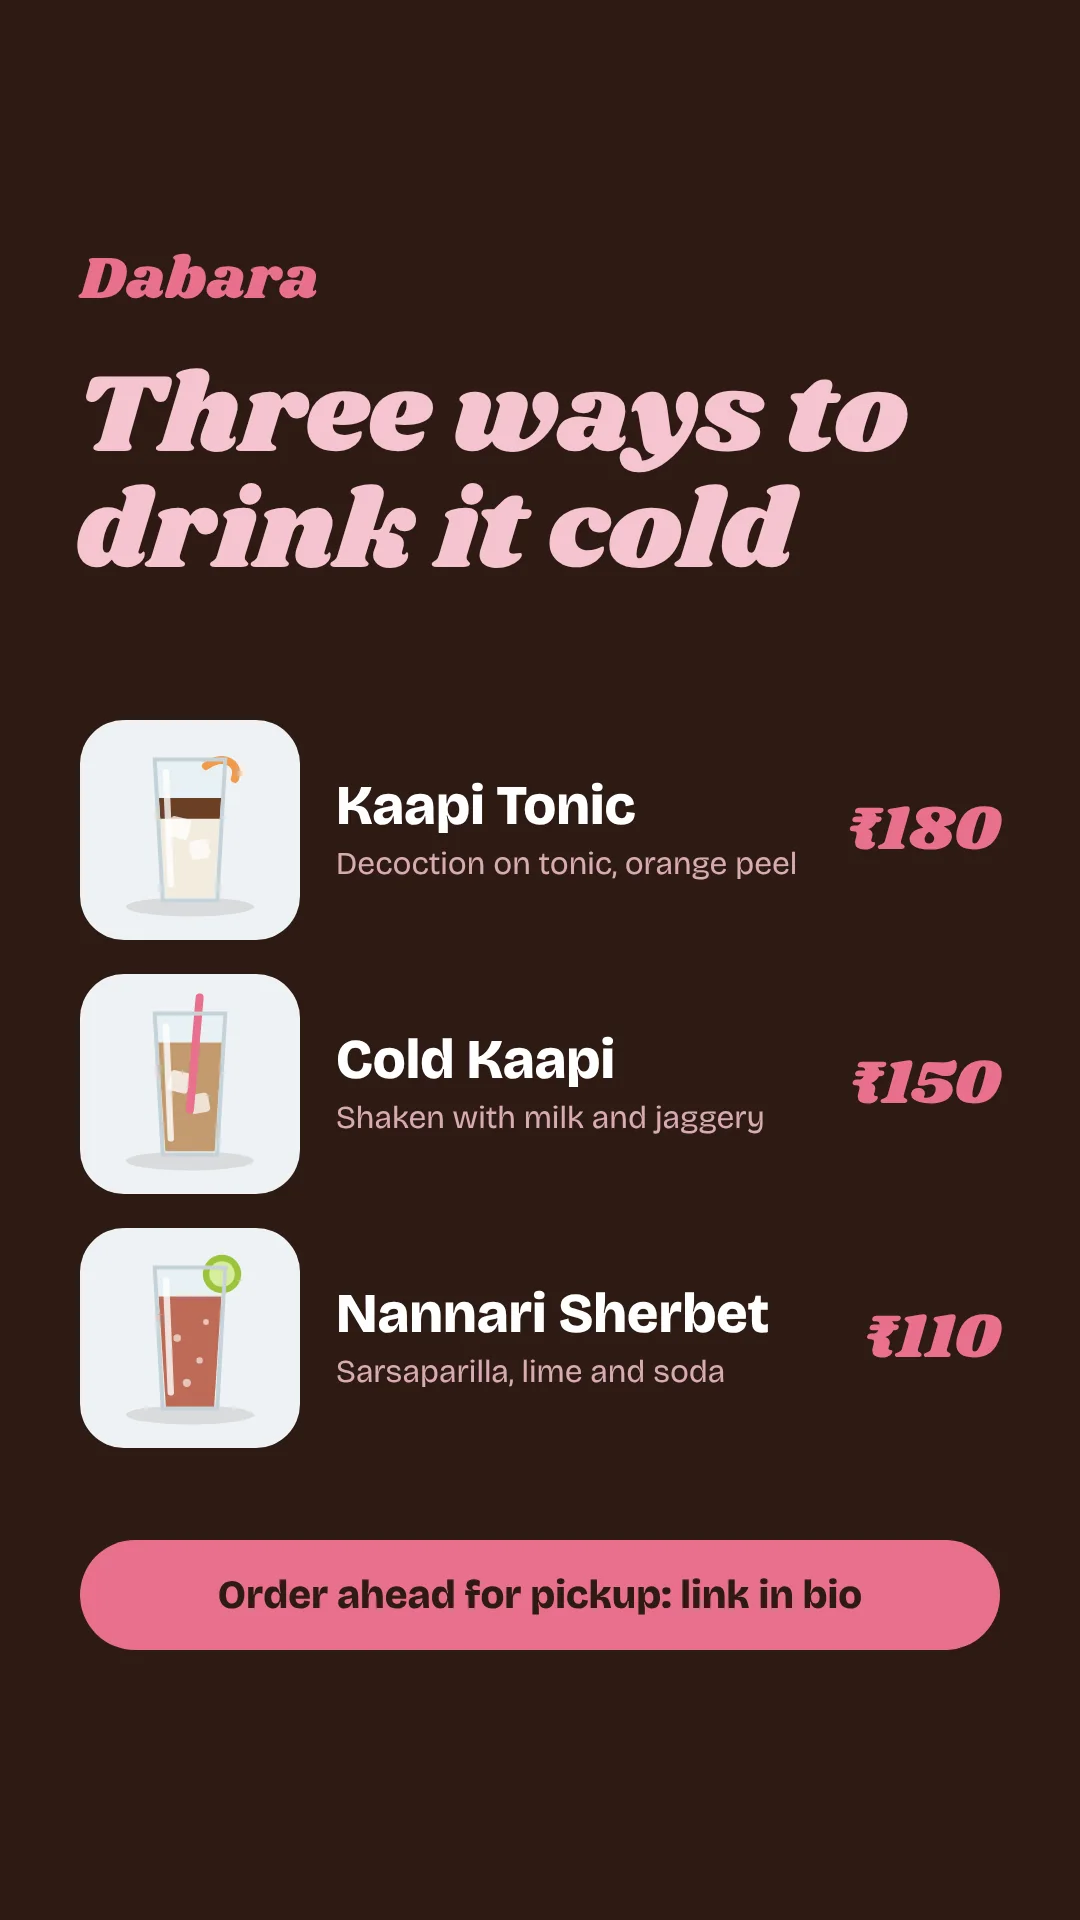 Dabara
Three ways to
drink it cold
Kaapi Tonic
Decoction on tonic, orange peel
₹180
Cold Kaapi
Shaken with milk and jaggery
₹150
Nannari Sherbet
Sarsaparilla, lime and soda
₹110
Order ahead for pickup: link in bio